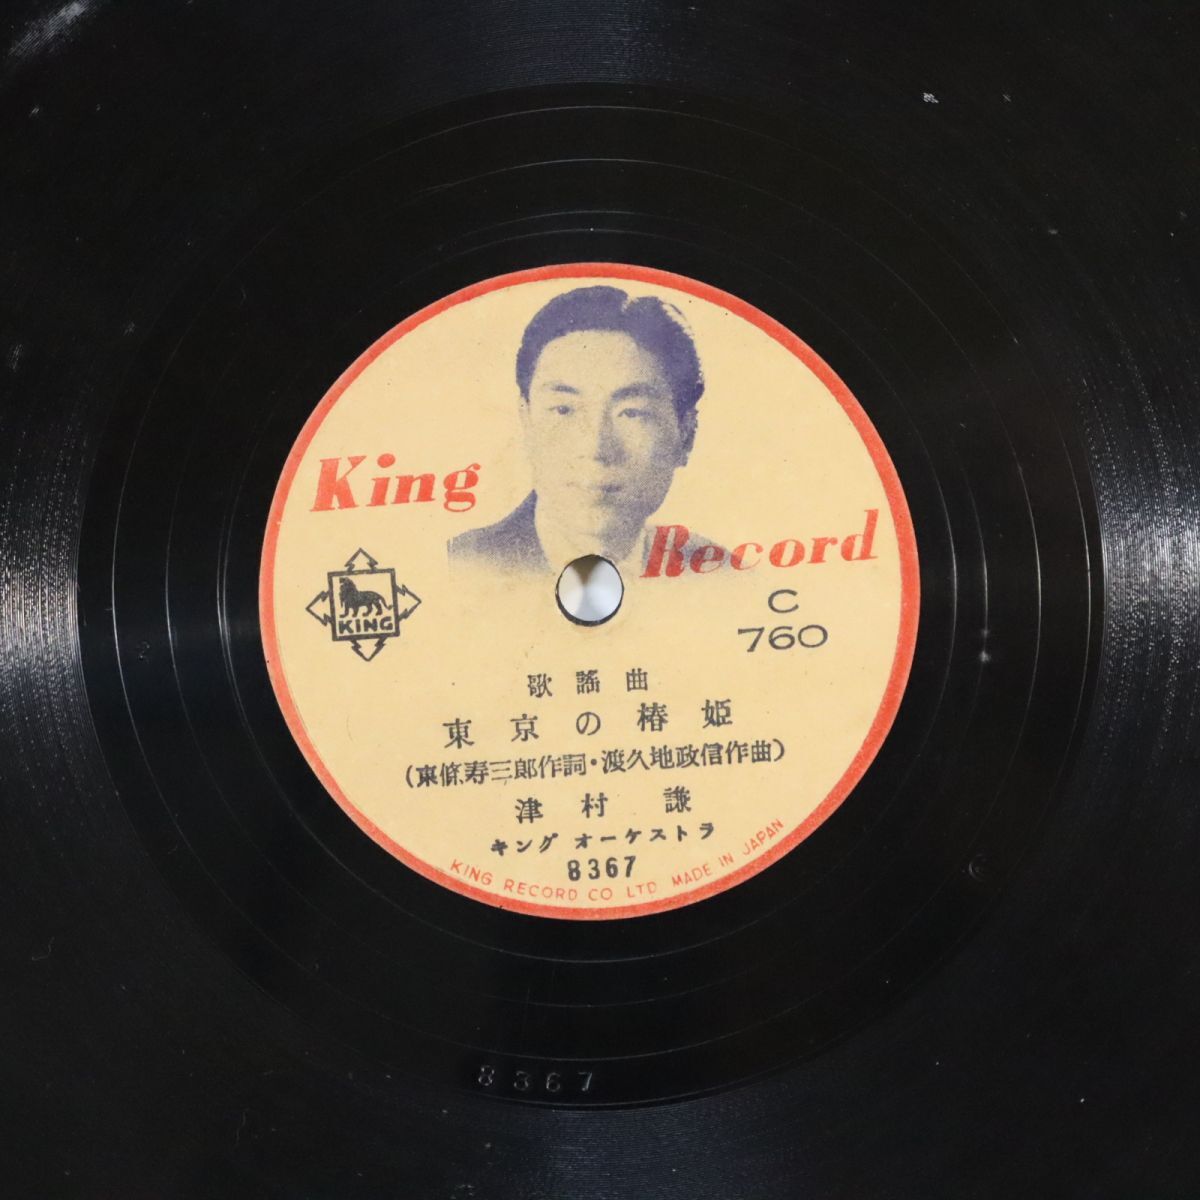 King
Record
KING
C
760
歌謡曲
東京の椿姫
(東條寿三郎作詞・渡久地政信作曲)
津村 謙
キング オーケストラ
8367
KING RECORD CO LTD MADE IN JAPAN
8367